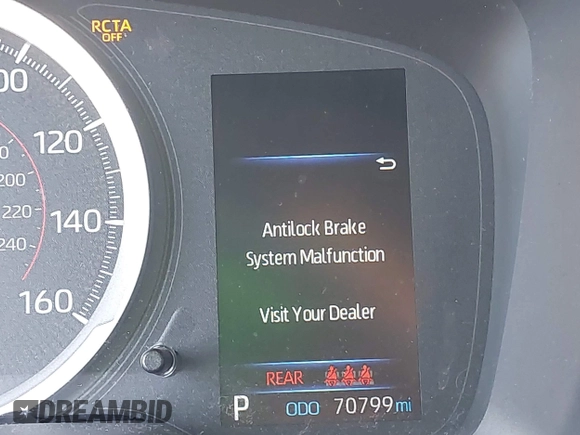 RCTA
OFF
100
120
140
160
200
220
240
Antilock Brake
System Malfunction
Visit Your Dealer
REAR
P ODO 70799 mi
DREAMBID